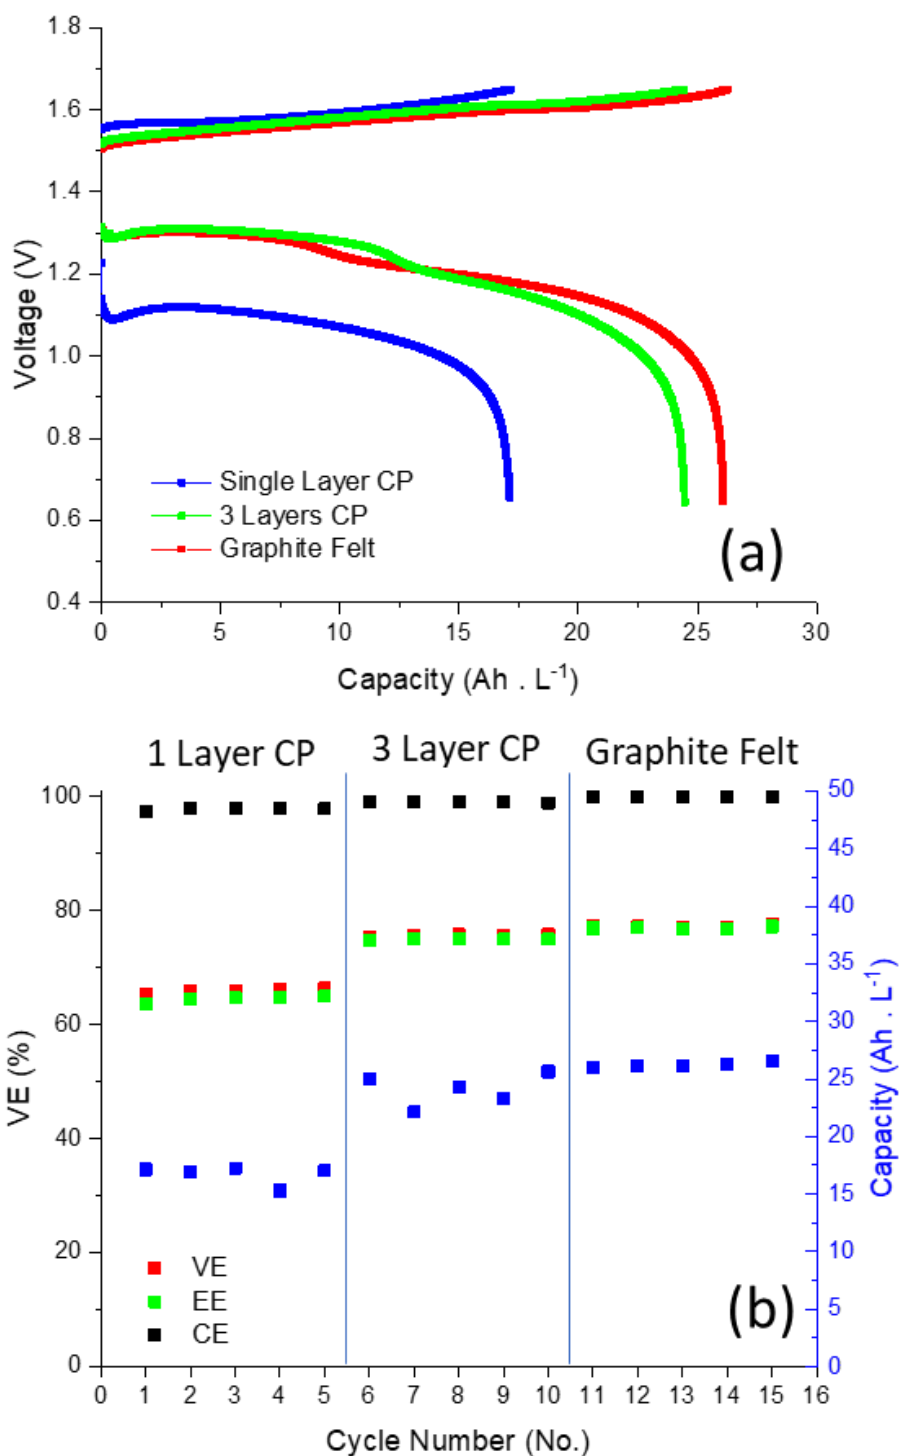 1.8
1.6
1.4
1.2
1.0
0.8
0.6
0.4
Voltage (V)
Single Layer CP
3 Layers CP
Graphite Felt
(a)
0 5 10 15 20 25 30
Capacity (Ah . L⁻¹)
1 Layer CP 3 Layer CP Graphite Felt
100
80
60
40
20
0
VE (%)
50
45
40
35
30
25
20
15
10
5
0
Capacity (Ah . L⁻¹)
VE
EE
CE
(b)
0 1 2 3 4 5 6 7 8 9 10 11 12 13 14 15 16
Cycle Number (No.)